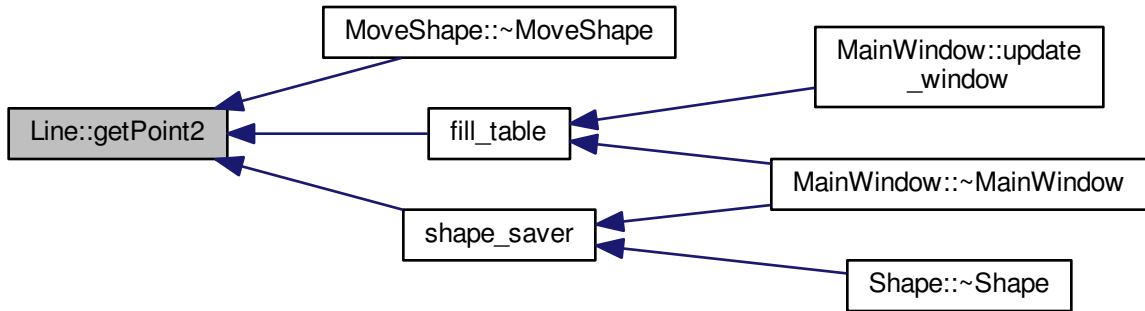 MoveShape::~MoveShape
MainWindow::update
_window
Line::getPoint2
fill_table
MainWindow::~MainWindow
shape_saver
Shape::~Shape